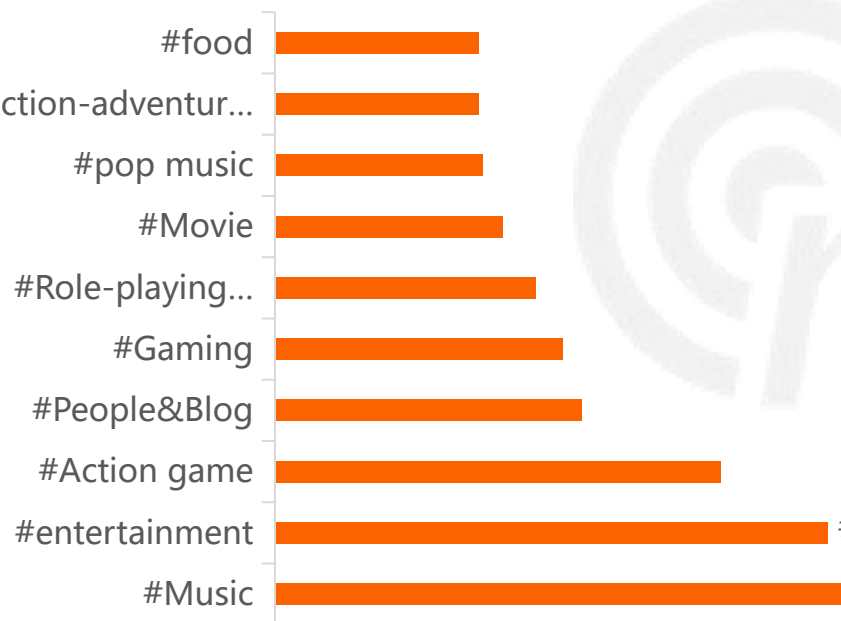 #food
ction-adventur...
#pop music
#Movie
#Role-playing...
#Gaming
#People&Blog
#Action game
#entertainment
#Music